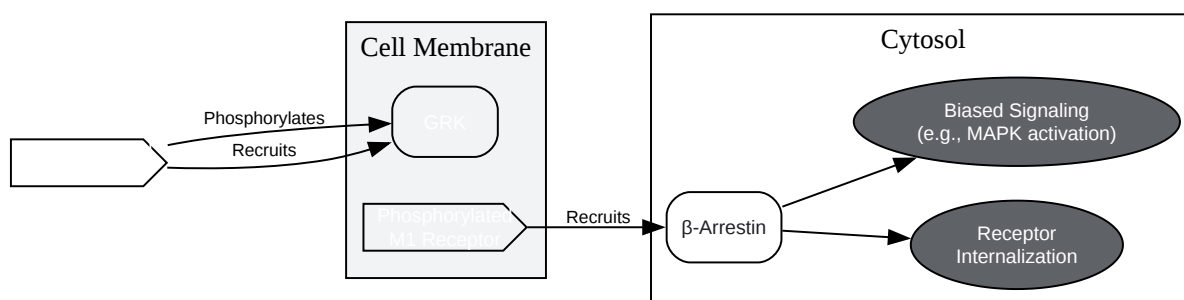 Cell Membrane
Cytosol
Phosphorylates
Recruits
GRK
Phosphorylated
M1 Receptor
Recruits
β-Arrestin
Biased Signaling
(e.g., MAPK activation)
Receptor
Internalization